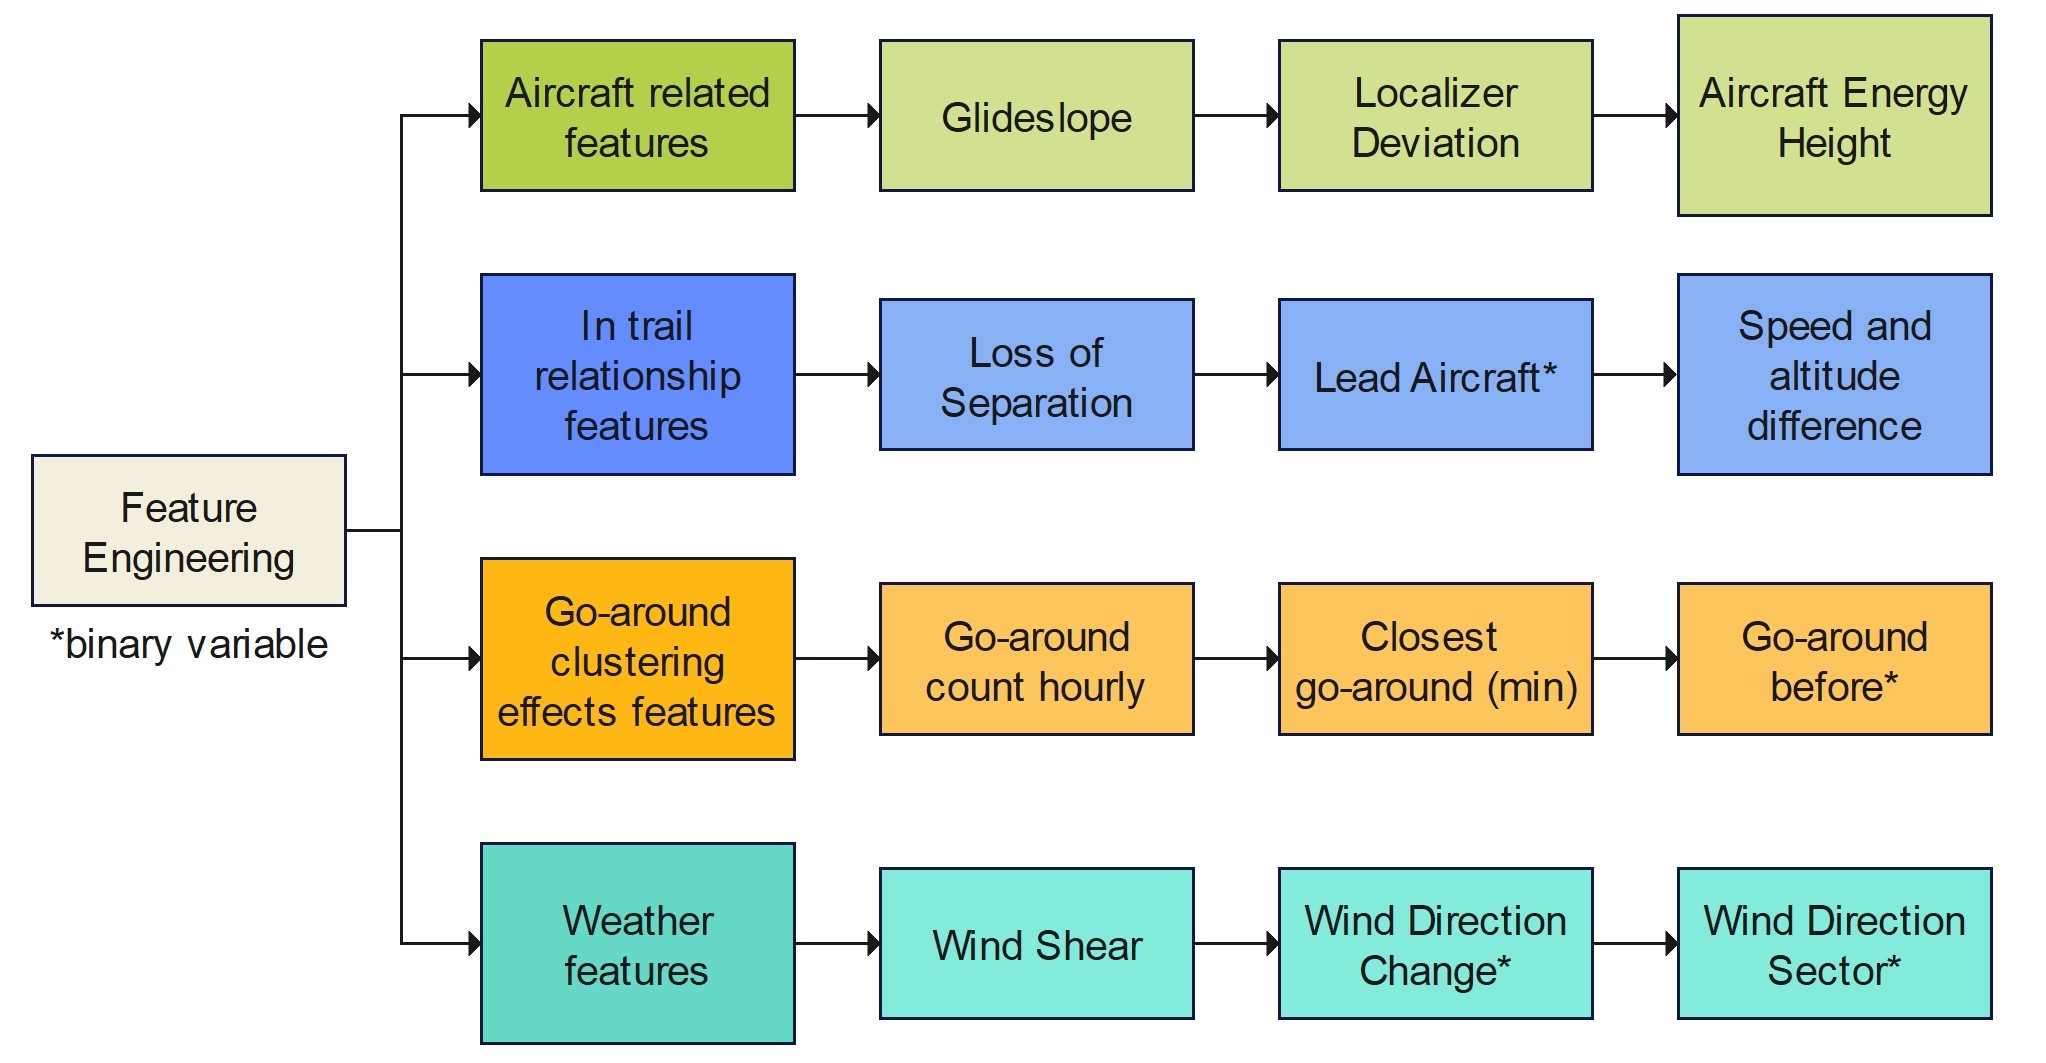 Aircraft related
features
Glideslope
Localizer
Deviation
Aircraft Energy
Height
In trail
relationship
features
Loss of
Separation
Lead Aircraft*
Speed and
altitude
difference
Feature
Engineering
*binary variable
Go-around
clustering
effects features
Go-around
count hourly
Closest
go-around (min)
Go-around
before*
Weather
features
Wind Shear
Wind Direction
Change*
Wind Direction
Sector*